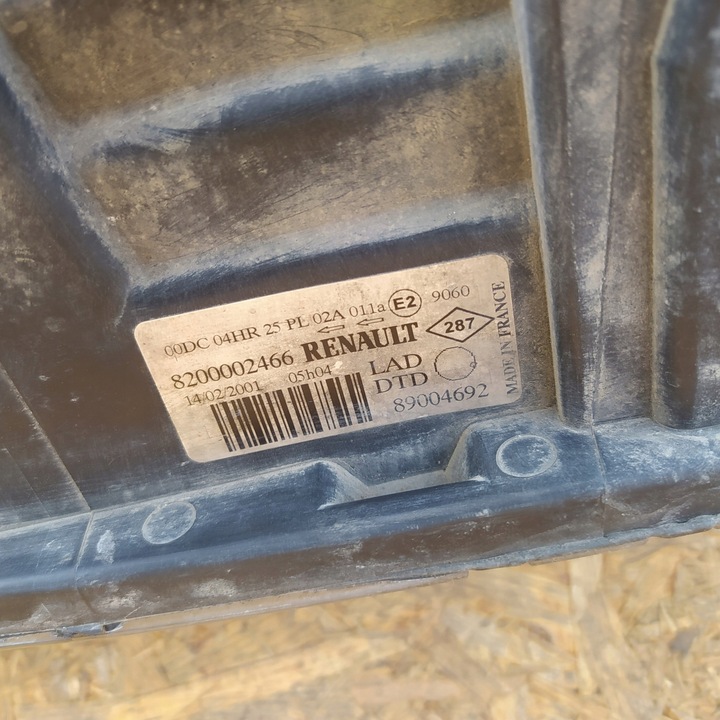 00DC 04HR 25 PL 02A 011a E2 9060
8200002466 RENAULT 287
14/02/2001 05h04 LAD
DTD
89004692
MADE IN FRANCE